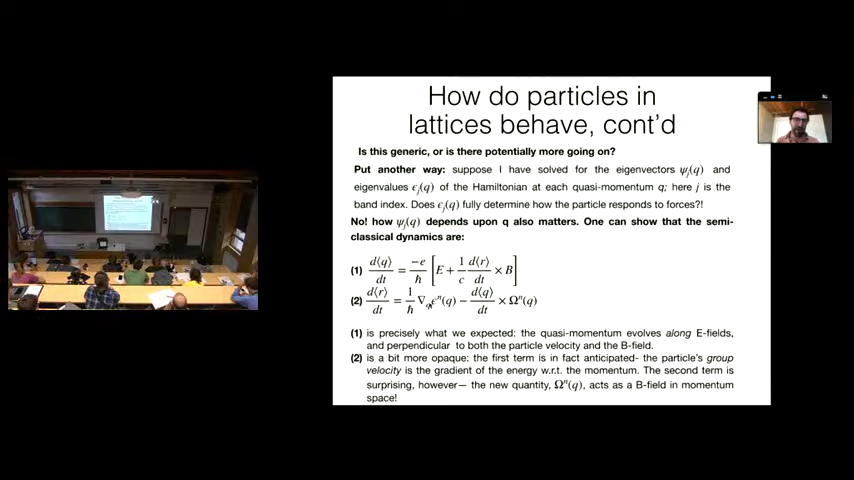 How do particles in
lattices behave, cont'd
Is this generic, or is there potentially more going on?
Put another way: suppose I have solved for the eigenvectors ψⱼ(q) and
eigenvalues ϵⱼ(q) of the Hamiltonian at each quasi-momentum q; here j is the
band index. Does ϵⱼ(q) fully determine how the particle responds to forces?!
No! how ψⱼ(q) depends upon q also matters. One can show that the semi-
classical dynamics are:
(1) d⟨q⟩/dt = -e/ħ [E + 1/c d⟨r⟩/dt × B]
(2) d⟨r⟩/dt = 1/ħ ∇_q ϵⁿ(q) − d⟨q⟩/dt × Ωⁿ(q)
(1) is precisely what we expected: the quasi-momentum evolves along E-fields,
and perpendicular to both the particle velocity and the B-field.
(2) is a bit more opaque: the first term is in fact anticipated- the particle's group
velocity is the gradient of the energy w.r.t. the momentum. The second term is
surprising, however— the new quantity, Ωⁿ(q), acts as a B-field in momentum
space!